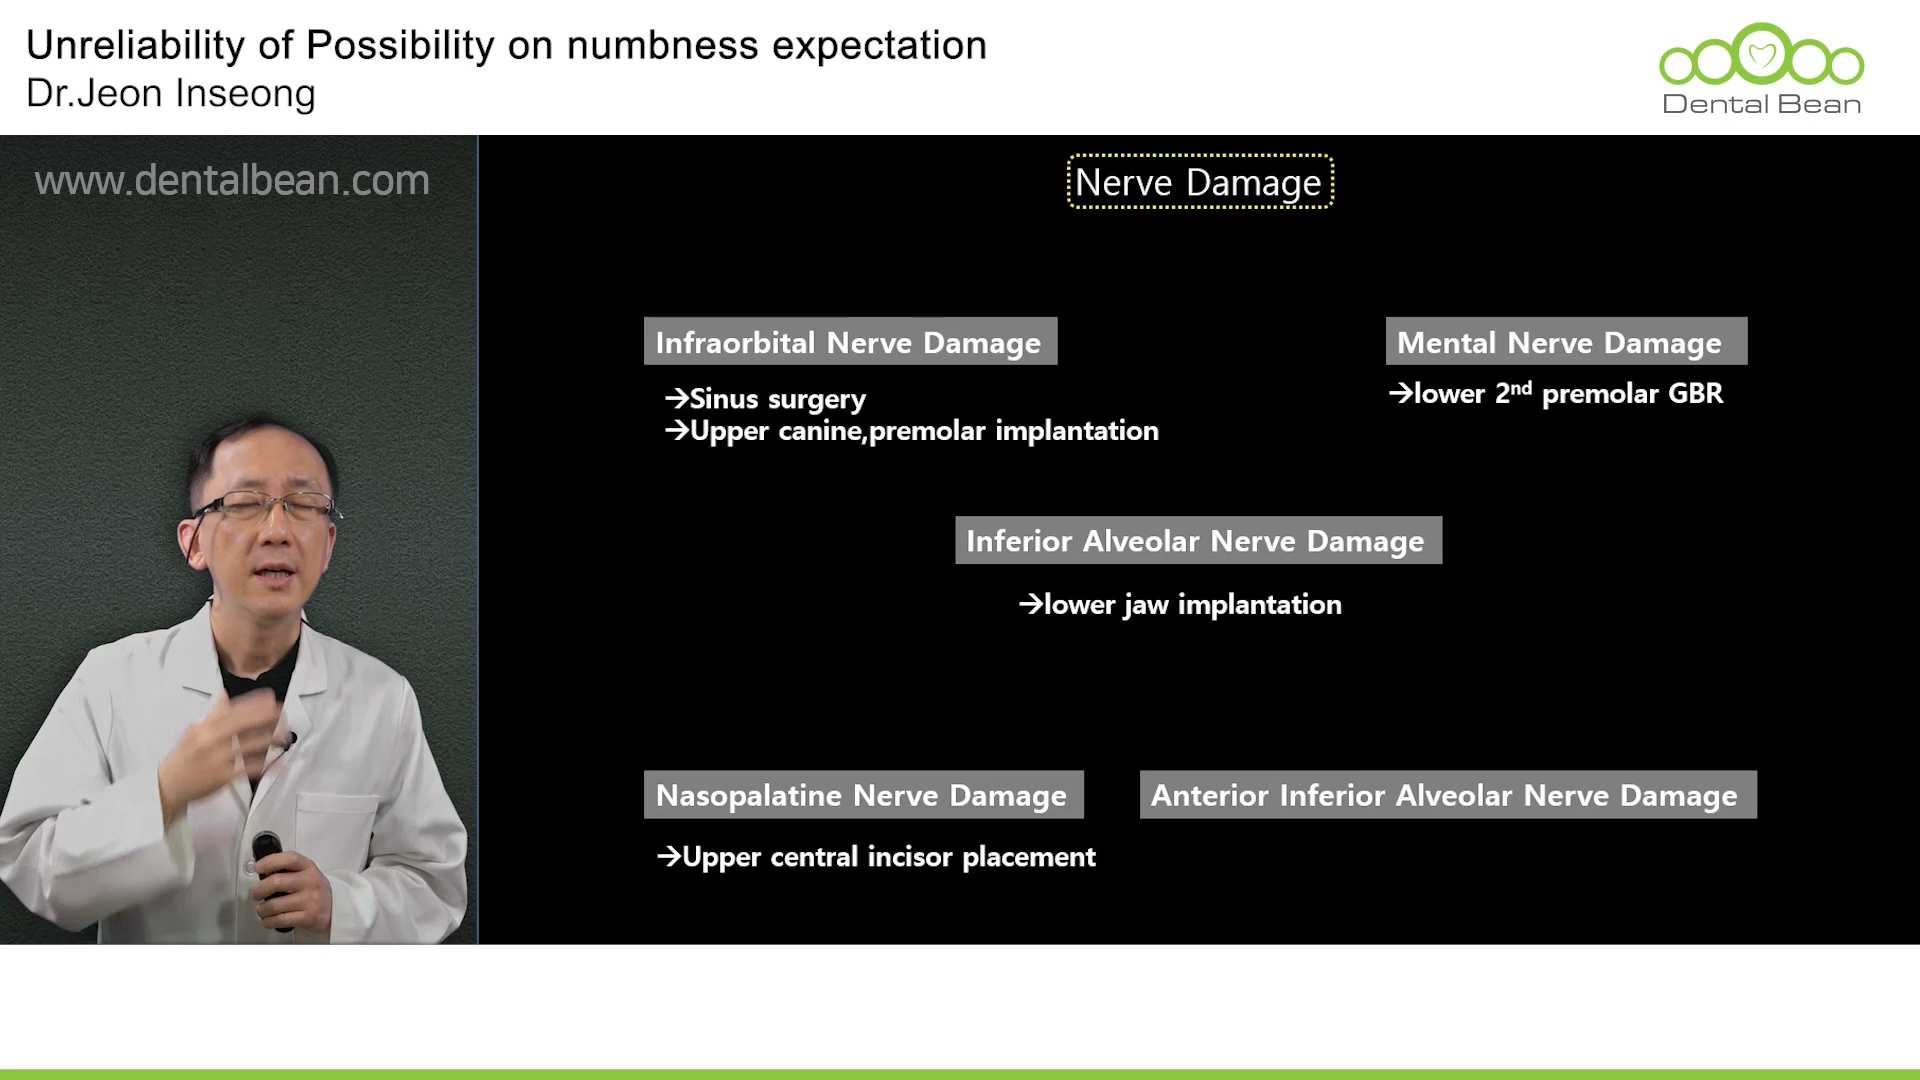 Unreliability of Possibility on numbness expectation
Dr.Jeon Inseong
Dental Bean
www.dentalbean.com
Nerve Damage
Infraorbital Nerve Damage
→Sinus surgery
→Upper canine,premolar implantation
Mental Nerve Damage
→lower 2nd premolar GBR
Inferior Alveolar Nerve Damage
→lower jaw implantation
Nasopalatine Nerve Damage
→Upper central incisor placement
Anterior Inferior Alveolar Nerve Damage